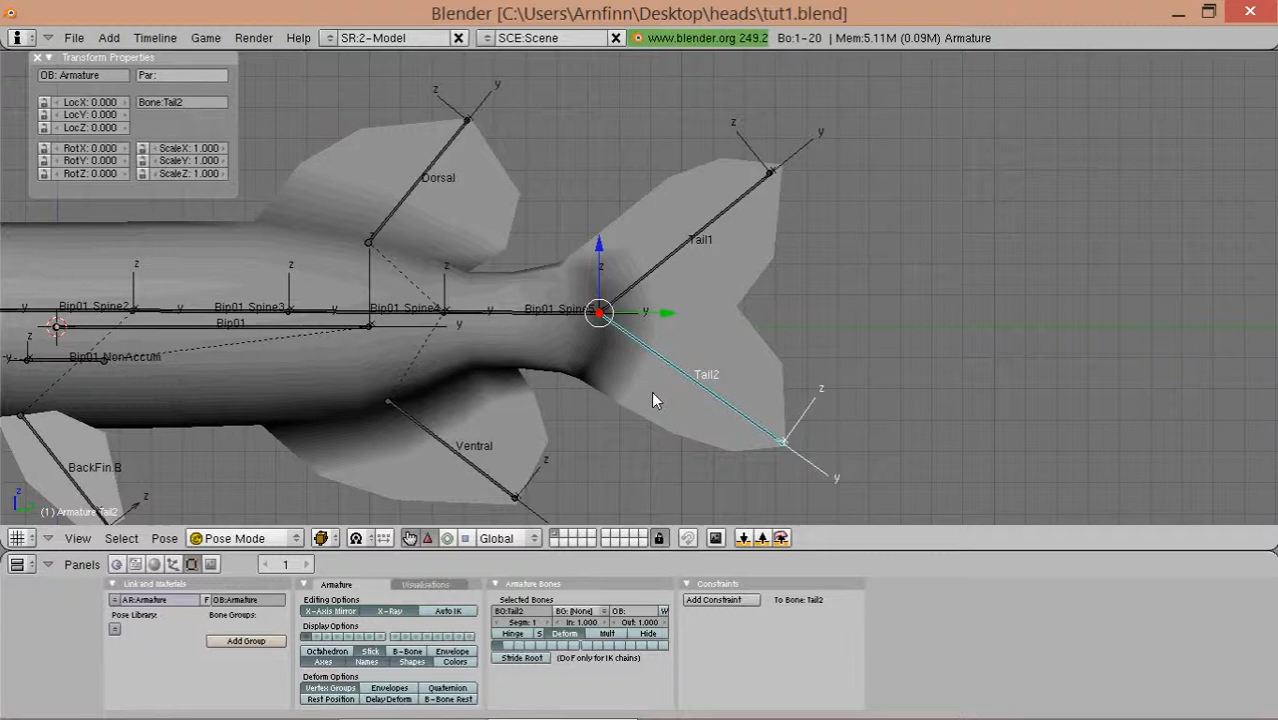 Blender [C:\Users\Arnfinn\Desktop\heads\tut1.blend]
File Add Timeline Game Render Help SR:2-Model SCE:Scene www.blender.org 249.2 Bo:1-20 | Mem:5.11M (0.09M) Armature
Transform Properties
OB: Armature Par:
LocX: 0.000 Bone:Tail2
LocY: 0.000
LocZ: 0.000
RotX: 0.000 ScaleX: 1.000
RotY: 0.000 ScaleY: 1.000
RotZ: 0.000 ScaleZ: 1.000
z y
z y
Dorsal
Tail1
z
z z z z
y Bip01 Spine2 y Bip01 Spine3 y Bip01 Spine4 y Bip01 Spine5 y
Bip01 y
z
y Bip01 NonAccum
Tail2
z
Ventral
z
y
BackFin.B
z
z
y
(1) Armature Tail2
View Select Pose Pose Mode Global
Panels 1
Link and Materials Armature Visualisations Armature Bones Constraints
AR:Armature F OB:Armature Editing Options Selected Bones Add Constraint To Bone: Tail2
Pose Library: Bone Groups: X-Axis Mirror X-Ray Auto IK BO:Tail2 BG: [None] OB: W
Display Options Segm: 1 In: 1.000 Out: 1.000
Add Group Hinge S Deform Mult Hide
Octahedron Stick B-Bone Envelope Stride Root (DoF only for IK chains)
Axes Names Shapes Colors
Deform Options
Vertex Groups Envelopes Quaternion
Rest Position Delay Deform B-Bone Rest